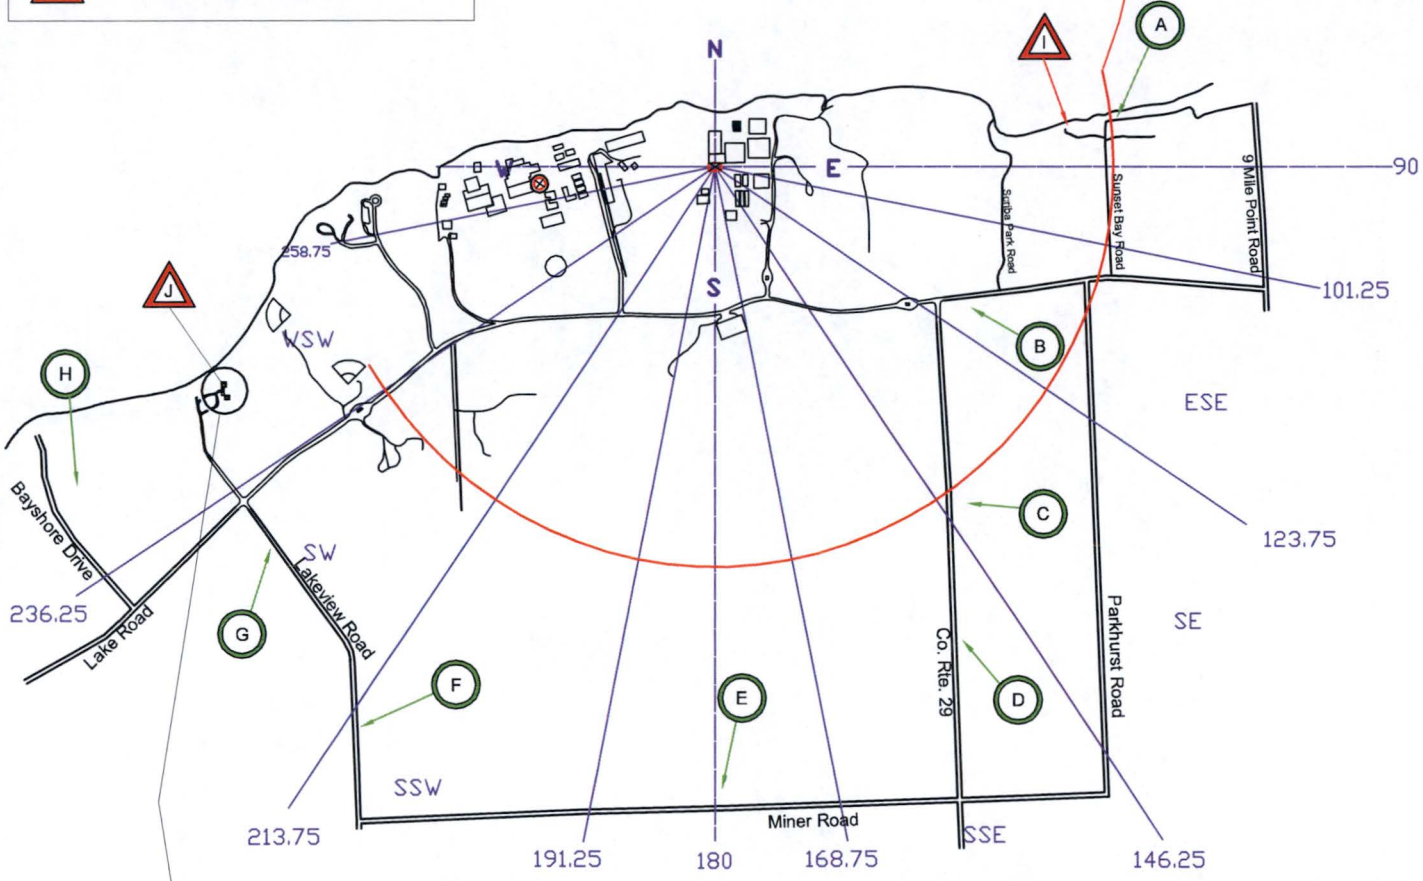 N
I
A
W
E
90
9 Mile Point Road
Sunset Bay Road
Scriba Park Road
258.75
S
101.25
J
WSW
B
H
ESE
Bayshore Drive
C
123.75
SW
236.25
Lake Road
Lakeview Road
G
SE
Parkhurst Road
Co. Rte. 29
F
E
D
SSW
Miner Road
SSE
213.75
191.25
180
168.75
146.25